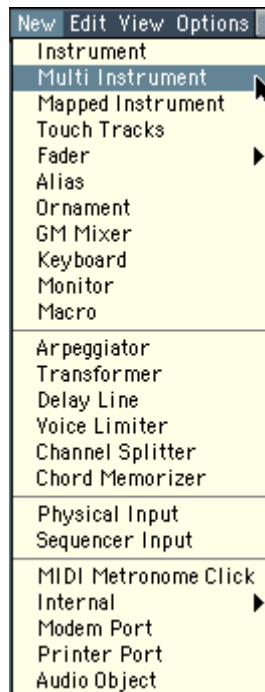 New Edit View Options
Instrument
Multi Instrument
Mapped Instrument
Touch Tracks
Fader
Alias
Ornament
GM Mixer
Keyboard
Monitor
Macro
Arpeggiator
Transformer
Delay Line
Voice Limiter
Channel Splitter
Chord Memorizer
Physical Input
Sequencer Input
MIDI Metronome Click
Internal
Modem Port
Printer Port
Audio Object